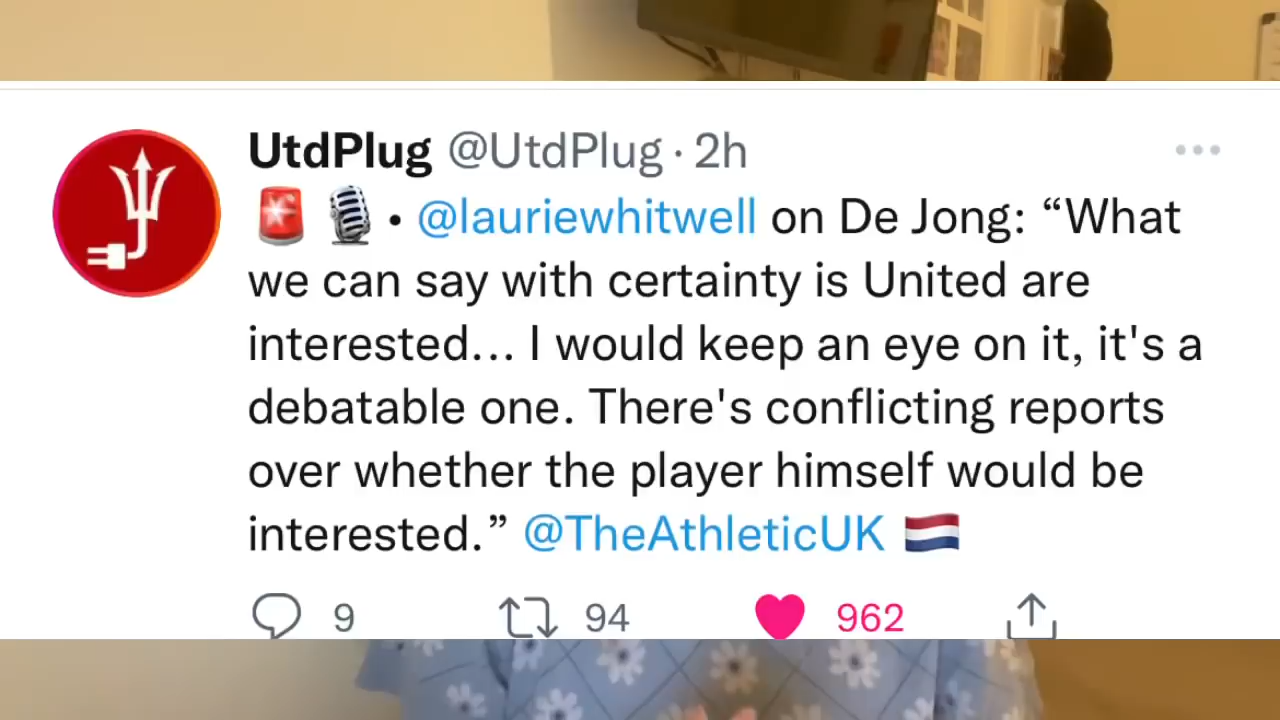 UtdPlug @UtdPlug · 2h
🚨 🎙 • @lauriewhitwell on De Jong: “What
we can say with certainty is United are
interested... I would keep an eye on it, it's a
debatable one. There's conflicting reports
over whether the player himself would be
interested.” @TheAthleticUK 🇳🇱
9 94 962